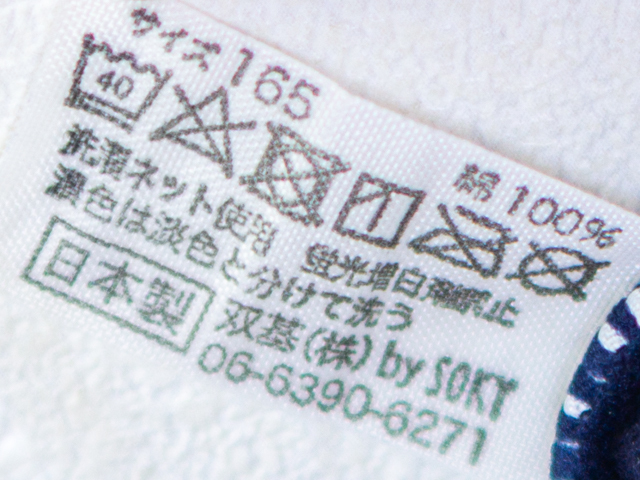 サイズ 165
40
綿 100%
洗濯ネット使用 蛍光増白剤禁止
濃色は淡色と分けて洗う
日本製 双基(株) by SOKI
06-6390-6271